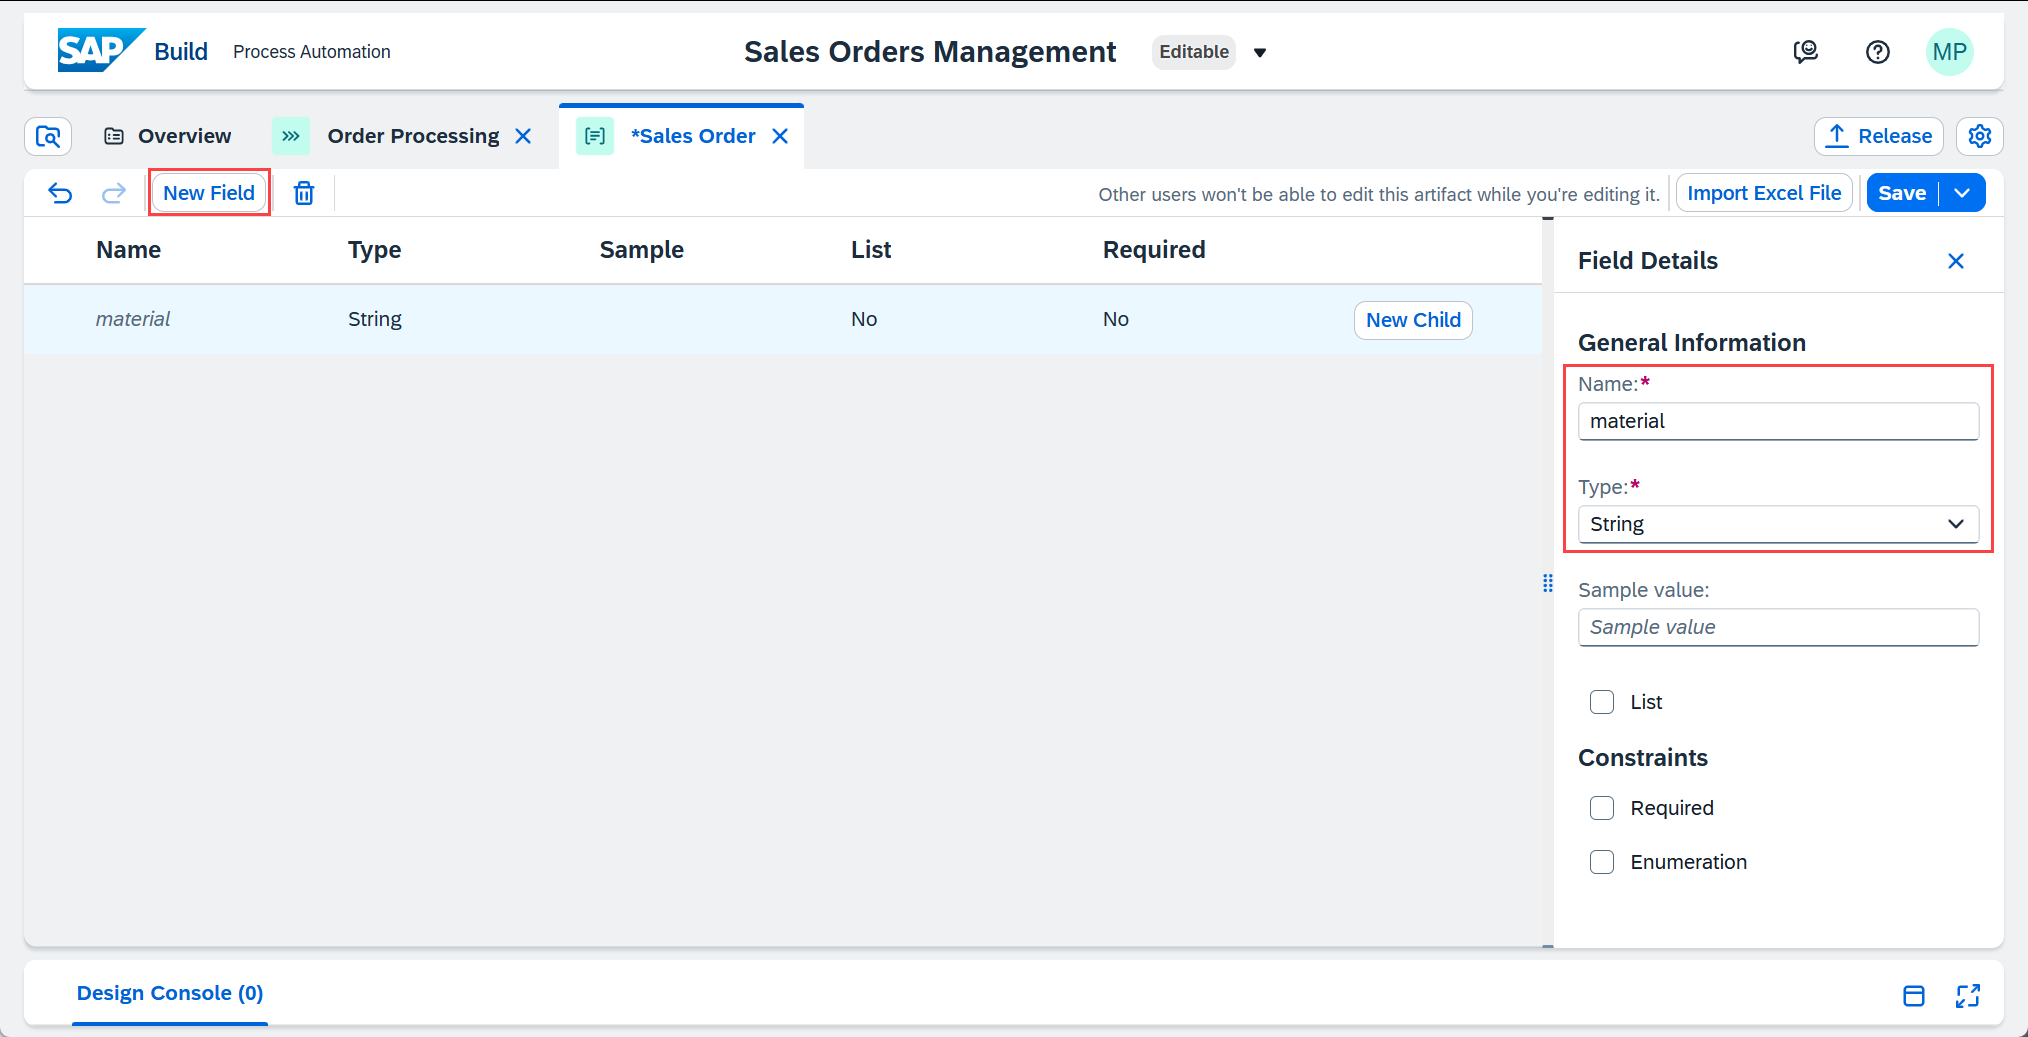 SAP Build Process Automation
Sales Orders Management Editable
MP
Overview
Order Processing
*Sales Order
Release
New Field
Other users won't be able to edit this artifact while you're editing it.
Import Excel File
Save
Name Type Sample List Required
material String No No New Child
Field Details
General Information
Name:*
material
Type:*
String
Sample value:
Sample value
List
Constraints
Required
Enumeration
Design Console (0)